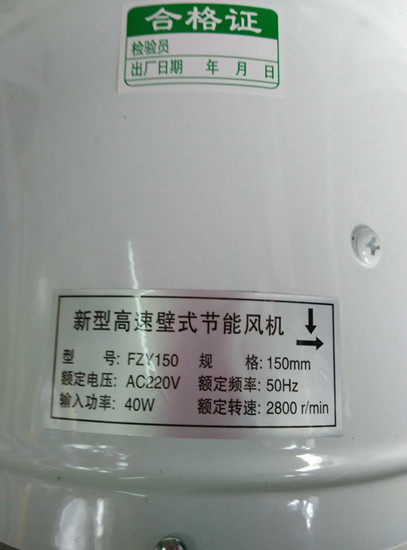 合格证
检验员
出厂日期 年 月 日
新型高速壁式节能风机
型 号: FZY150 规 格: 150mm
额定电压: AC220V 额定频率: 50Hz
输入功率: 40W 额定转速: 2800 r/min